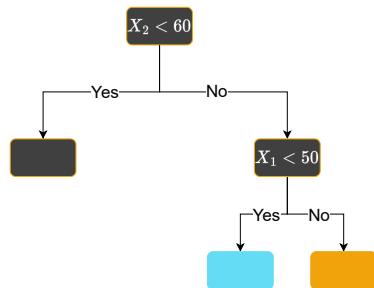 X₂ < 60
Yes No
X₁ < 50
Yes No